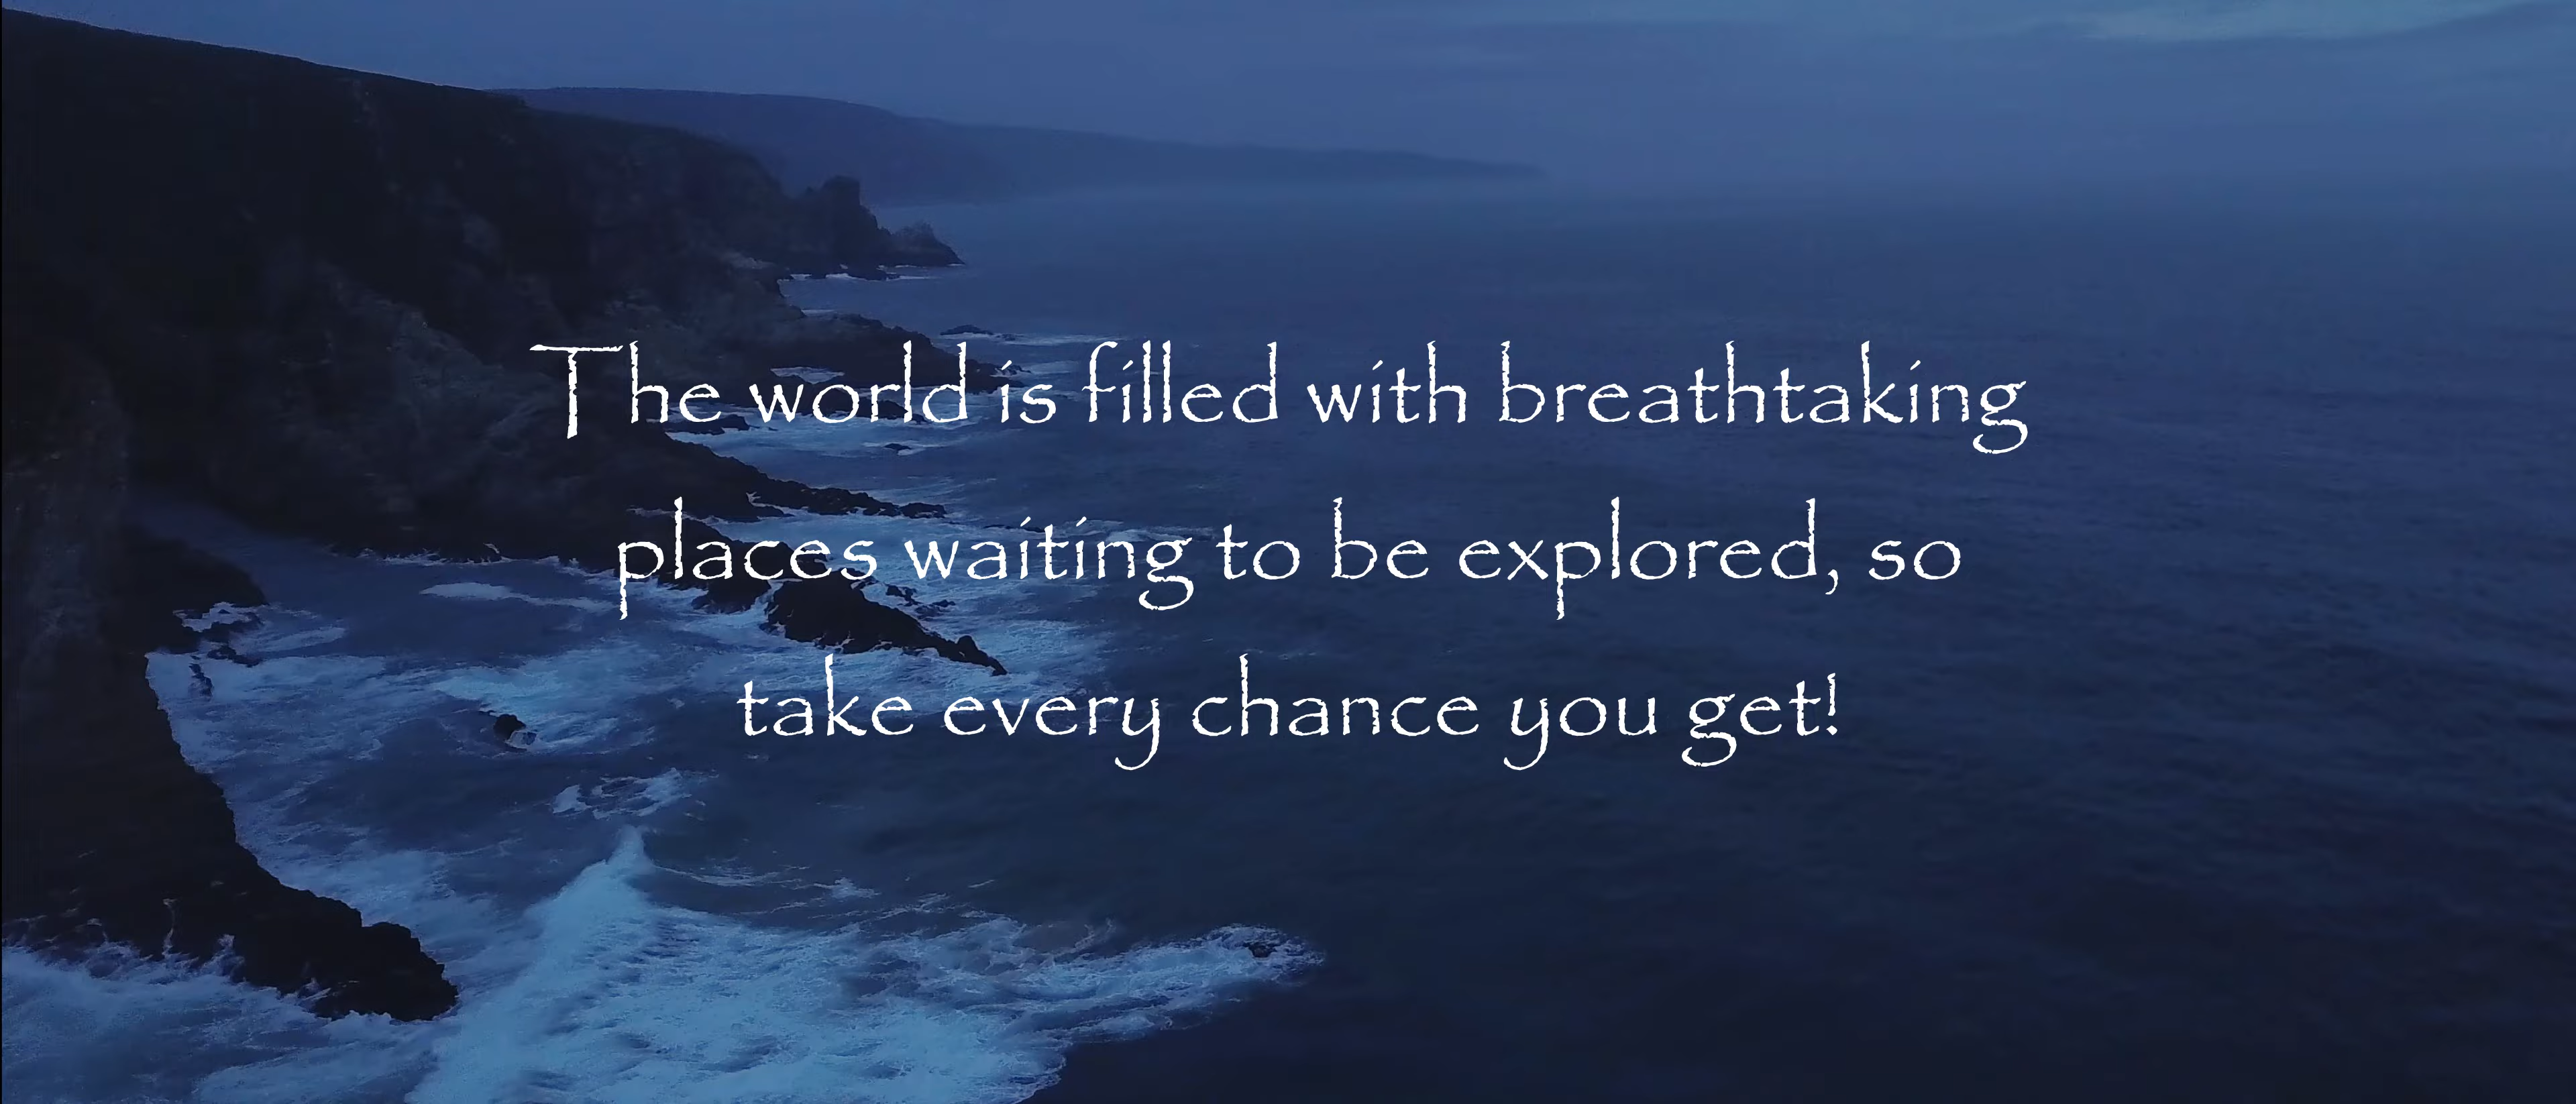 The world is filled with breathtaking
places waiting to be explored, so
take every chance you get!